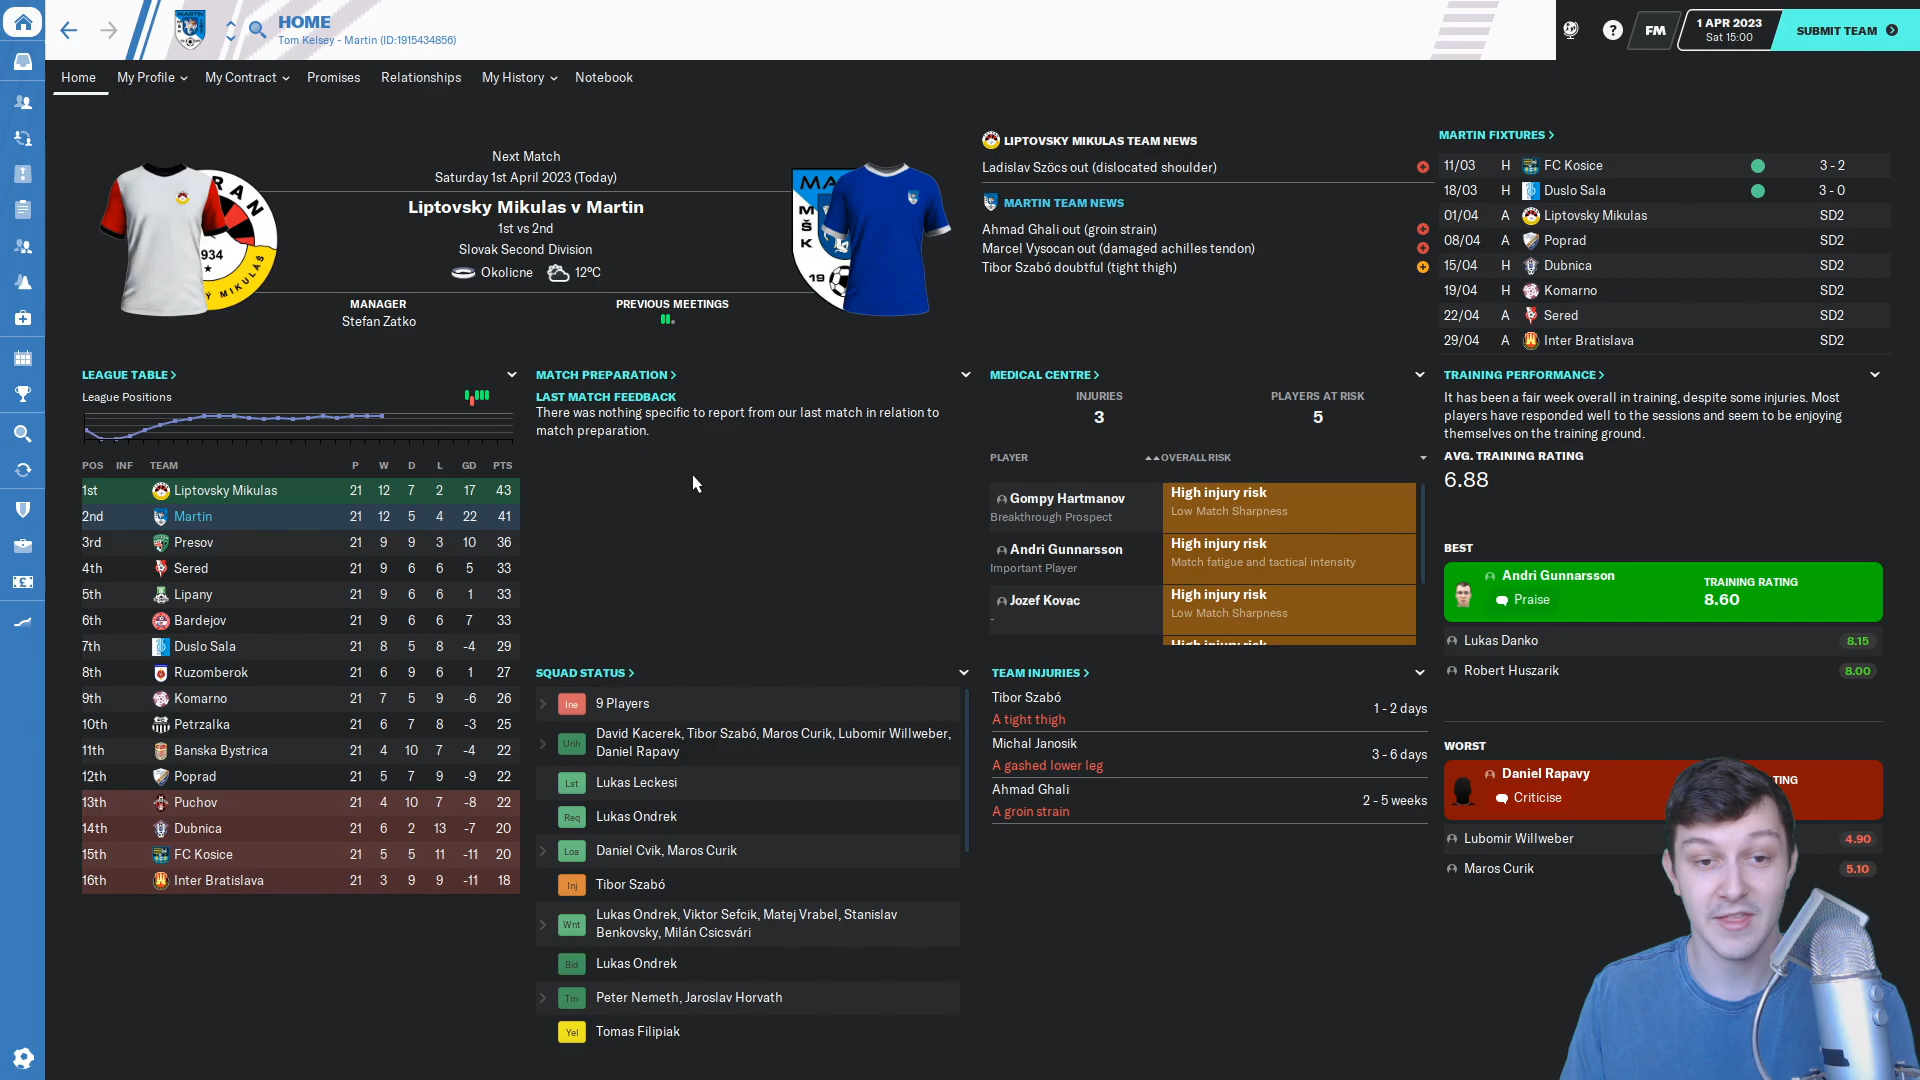 HOME
Tom Kelsey - Martin (ID:1915434856)
FM
1 APR 2023
Sat 15:00
SUBMIT TEAM
Home My Profile My Contract Promises Relationships My History Notebook
Next Match
Saturday 1st April 2023 (Today)
Liptovsky Mikulas v Martin
1st vs 2nd
Slovak Second Division
Okolicne 12°C
MANAGER
Stefan Zatko
PREVIOUS MEETINGS
LIPTOVSKY MIKULAS TEAM NEWS
Ladislav Szöcs out (dislocated shoulder)
MARTIN TEAM NEWS
Ahmad Ghali out (groin strain)
Marcel Vysocan out (damaged achilles tendon)
Tibor Szabó doubtful (tight thigh)
MARTIN FIXTURES >
11/03 H FC Kosice 3 - 2
18/03 H Duslo Sala 3 - 0
01/04 A Liptovsky Mikulas SD2
08/04 A Poprad SD2
15/04 H Dubnica SD2
19/04 H Komarno SD2
22/04 A Sered SD2
29/04 A Inter Bratislava SD2
LEAGUE TABLE >
League Positions
POS INF TEAM P W D L GD PTS
1st Liptovsky Mikulas 21 12 7 2 17 43
2nd Martin 21 12 5 4 22 41
3rd Presov 21 9 9 3 10 36
4th Sered 21 9 6 6 5 33
5th Lipany 21 9 6 6 1 33
6th Bardejov 21 9 6 6 7 33
7th Duslo Sala 21 8 5 8 -4 29
8th Ruzomberok 21 6 9 6 1 27
9th Komarno 21 7 5 9 -6 26
10th Petrzalka 21 6 7 8 -3 25
11th Banska Bystrica 21 4 10 7 -4 22
12th Poprad 21 5 7 9 -9 22
13th Puchov 21 4 10 7 -8 22
14th Dubnica 21 6 2 13 -7 20
15th FC Kosice 21 5 5 11 -11 20
16th Inter Bratislava 21 3 9 9 -11 18
MATCH PREPARATION >
LAST MATCH FEEDBACK
There was nothing specific to report from our last match in relation to
match preparation.
SQUAD STATUS >
Ine 9 Players
Unh David Kacerek, Tibor Szabó, Maros Curik, Lubomir Willweber,
Daniel Rapavy
Lst Lukas Leckesi
Req Lukas Ondrek
Loa Daniel Cvik, Maros Curik
Inj Tibor Szabó
Wnt Lukas Ondrek, Viktor Sefcik, Matej Vrabel, Stanislav
Benkovsky, Milán Csicsvári
Bid Lukas Ondrek
Trn Peter Nemeth, Jaroslav Horvath
Yel Tomas Filipiak
MEDICAL CENTRE >
INJURIES
3
PLAYERS AT RISK
5
PLAYER OVERALL RISK
Gompy Hartmanov High injury risk
Breakthrough Prospect Low Match Sharpness
Andri Gunnarsson High injury risk
Important Player Match fatigue and tactical intensity
Jozef Kovac High injury risk
- Low Match Sharpness
High injury risk
TEAM INJURIES >
Tibor Szabó
A tight thigh
1 - 2 days
Michal Janosik
A gashed lower leg
3 - 6 days
Ahmad Ghali
A groin strain
2 - 5 weeks
TRAINING PERFORMANCE >
It has been a fair week overall in training, despite some injuries. Most
players have responded well to the sessions and seem to be enjoying
themselves on the training ground.
AVG. TRAINING RATING
6.88
BEST
Andri Gunnarsson
Praise
TRAINING RATING
8.60
Lukas Danko 8.15
Robert Huszarik 8.00
WORST
Daniel Rapavy
Criticise
Lubomir Willweber 4.90
Maros Curik 5.10